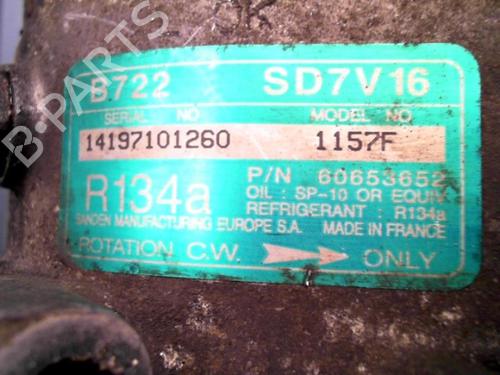 B-PARTS
B722 SD7V16
SERIAL NO MODEL NO
14197101260 1157F
R134a P/N 60653652
OIL : SP-10 OR EQUIV.
REFRIGERANT : R134a
SANDEN MANUFACTURING EUROPE S.A. MADE IN FRANCE
ROTATION C.W. ONLY